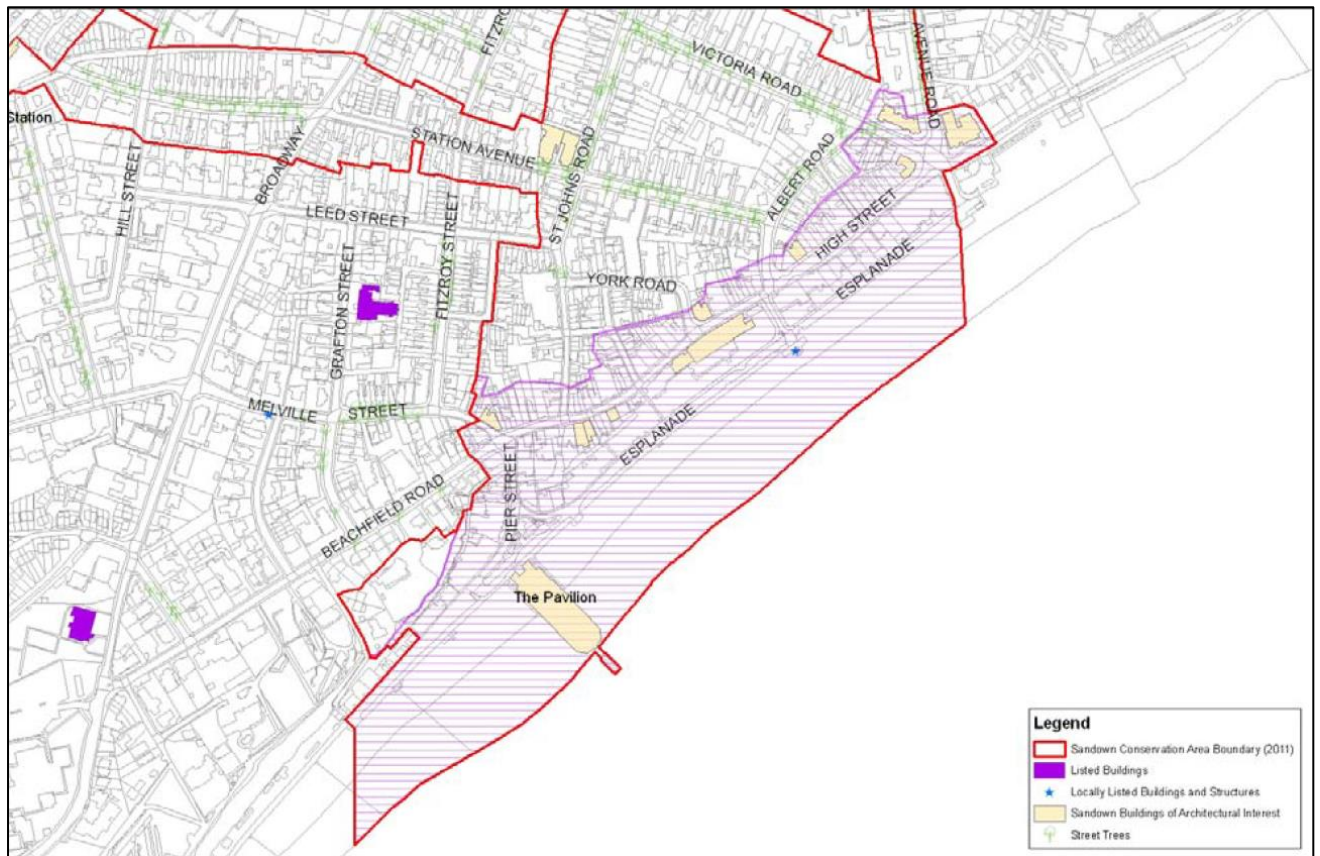 FITZRO
VICTORIA ROAD
AVENUE ROAD
Station
STATION AVENUE
ST JOHNS ROAD
ALBERT ROAD
HILL STREET
BROADWAY
LEED STREET
HIGH STREET
ESPLANADE
GRAFTON STREET
FITZROY STREET
YORK ROAD
MELVILLE STREET
ESPLANADE
PIER STREET
BEACHFIELD ROAD
The Pavilion
Legend
Sandown Conservation Area Boundary (2011)
Listed Buildings
Locally Listed Buildings and Structures
Sandown Buildings of Architectural Interest
Street Trees